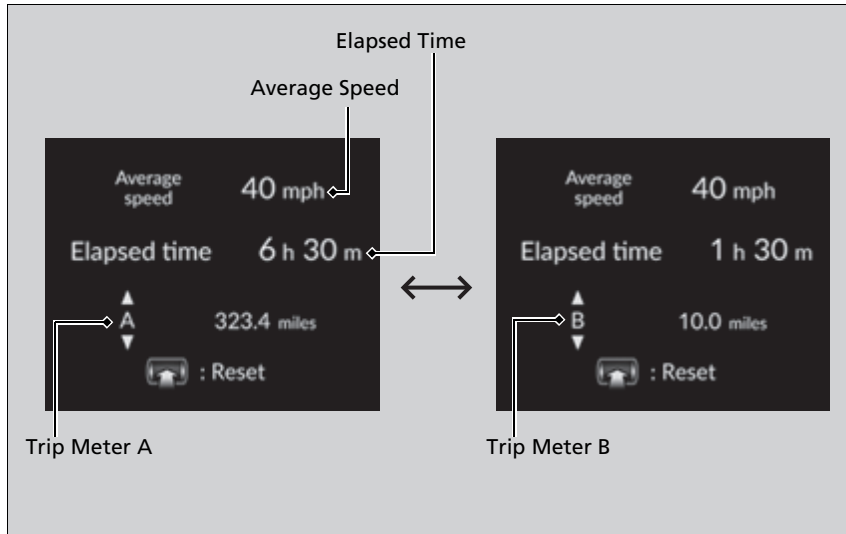 Elapsed Time
Average Speed
Average
speed
40 mph
Elapsed time 6 h 30 m
A 323.4 miles
: Reset
Trip Meter A
Average
speed
40 mph
Elapsed time 1 h 30 m
B 10.0 miles
: Reset
Trip Meter B